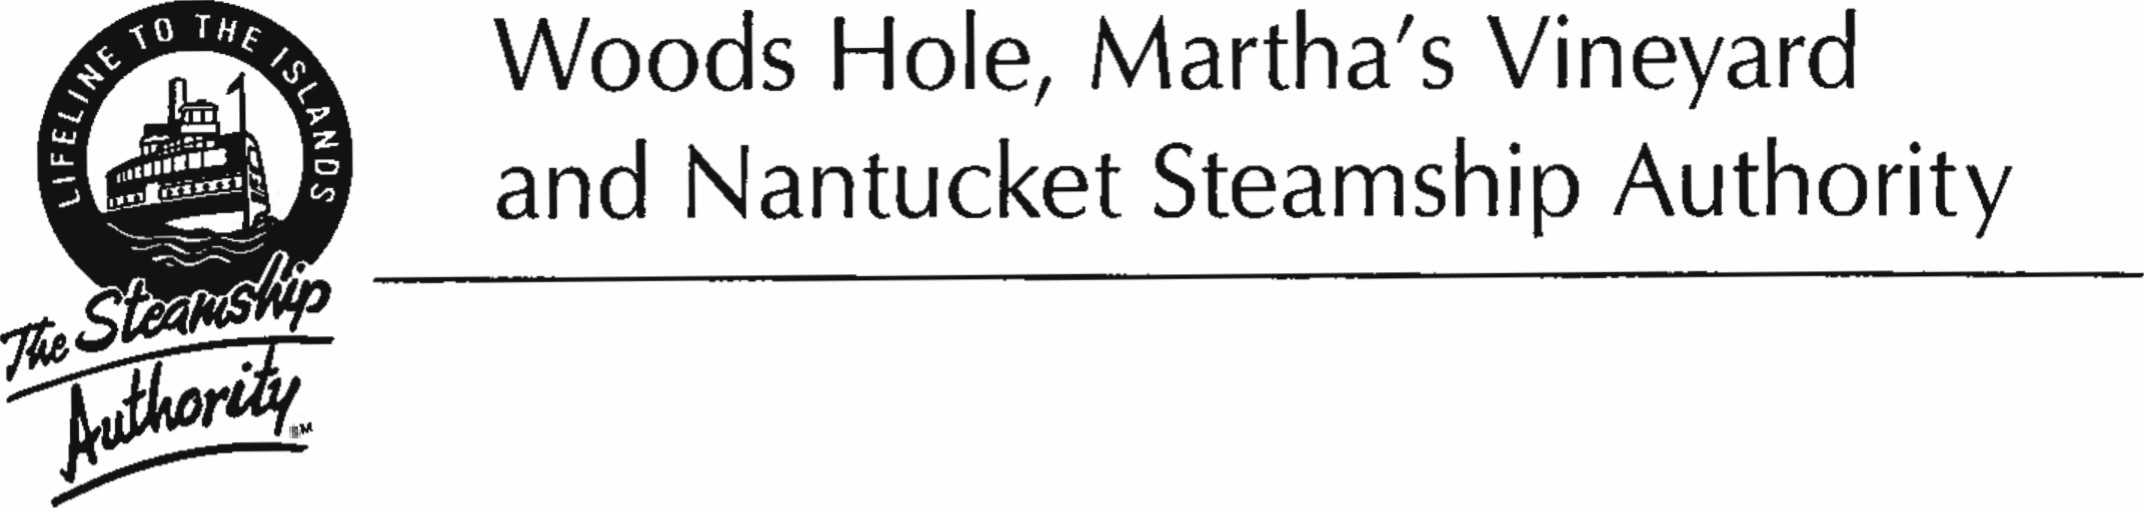 LIFELINE TO THE ISLANDS
The Steamship
Authority
SM
Woods Hole, Martha's Vineyard
and Nantucket Steamship Authority